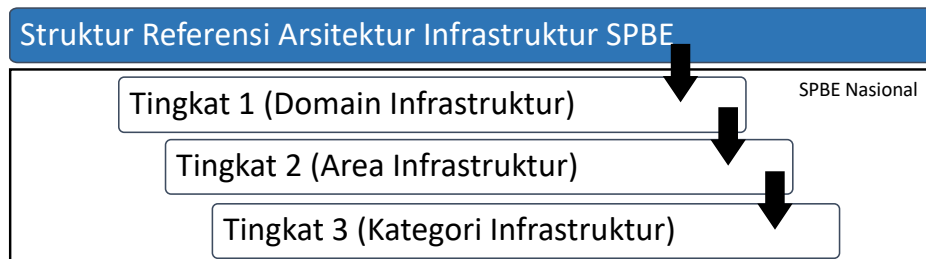 Struktur Referensi Arsitektur Infrastruktur SPBE
SPBE Nasional
Tingkat 1 (Domain Infrastruktur)
Tingkat 2 (Area Infrastruktur)
Tingkat 3 (Kategori Infrastruktur)